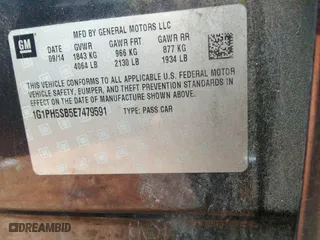 GM
MFD BY GENERAL MOTORS LLC
09/14 GVWR GAWR FRT GAWR RR
1843 KG 966 KG 877 KG
4064 LB 2130 LB 1934 LB
THIS VEHICLE CONFORMS TO ALL APPLICABLE U.S. FEDERAL MOTOR
VEHICLE SAFETY, BUMPER, AND THEFT PREVENTION STANDARDS IN
EFFECT ON THE DATE OF MANUFACTURE SHOWN ABOVE.
1G1PH5SB5E7479591 TYPE: PASS CAR
DREAMBID